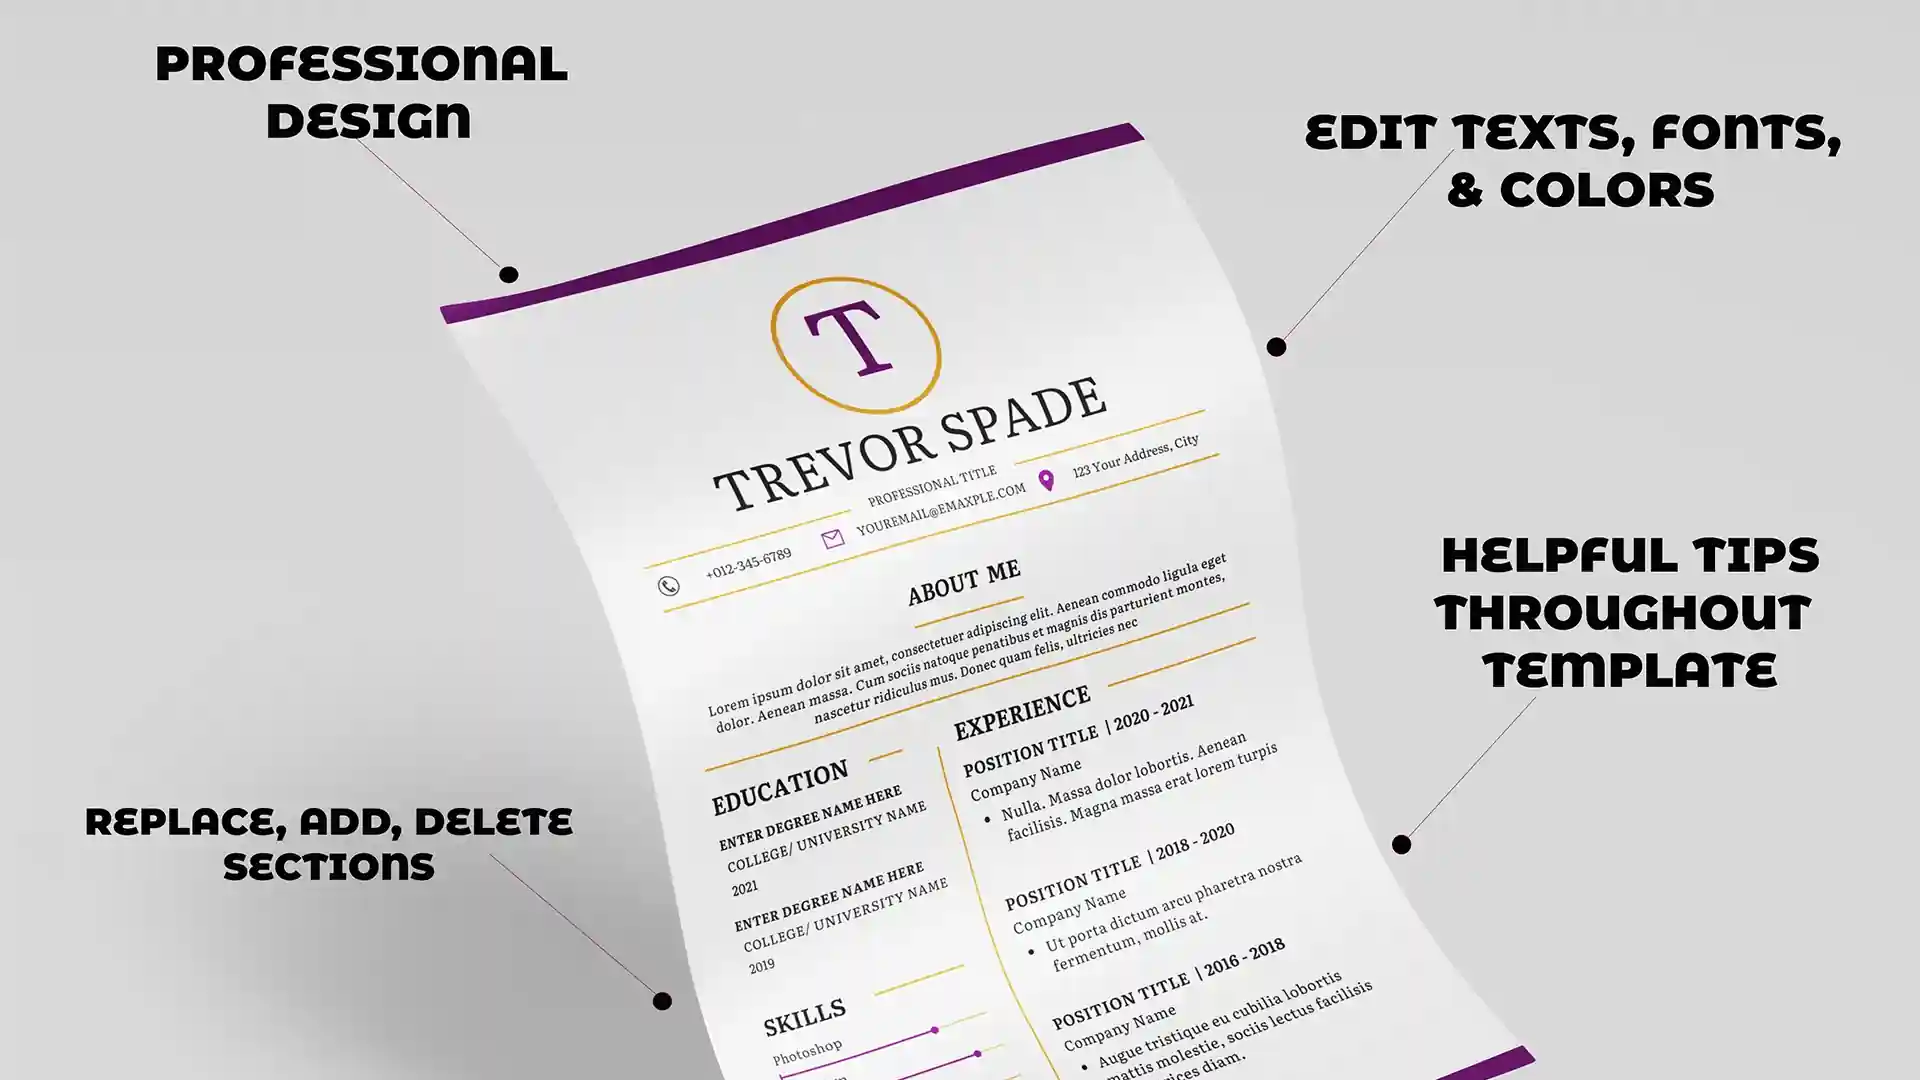 PROFESSIONAL
DESIGN
EDIT TEXTS, FONTS,
& COLORS
HELPFUL TIPS
THROUGHOUT
TEMPLATE
REPLACE, ADD, DELETE
SECTIONS
T
TREVOR SPADE
PROFESSIONAL TITLE
+012-345-6789
YOUREMAIL@EMAXPLE.COM
123 Your Address, City
ABOUT ME
Lorem ipsum dolor sit amet, consectetuer adipiscing elit. Aenean commodo ligula eget
dolor. Aenean massa. Cum sociis natoque penatibus et magnis dis parturient montes,
nascetur ridiculus mus. Donec quam felis, ultricies nec
EDUCATION
ENTER DEGREE NAME HERE
COLLEGE/ UNIVERSITY NAME
2021
ENTER DEGREE NAME HERE
COLLEGE/ UNIVERSITY NAME
2019
SKILLS
Photoshop
EXPERIENCE
POSITION TITLE | 2020 - 2021
Company Name
• Nulla. Massa dolor lobortis. Aenean
facilisis. Magna massa erat lorem turpis
POSITION TITLE | 2018 - 2020
Company Name
• Ut porta dictum arcu pharetra nostra
fermentum, mollis at.
POSITION TITLE | 2016 - 2018
Company Name
• Augue tristique eu cubilia lobortis
mattis molestie, sociis lectus facilisis
diam.